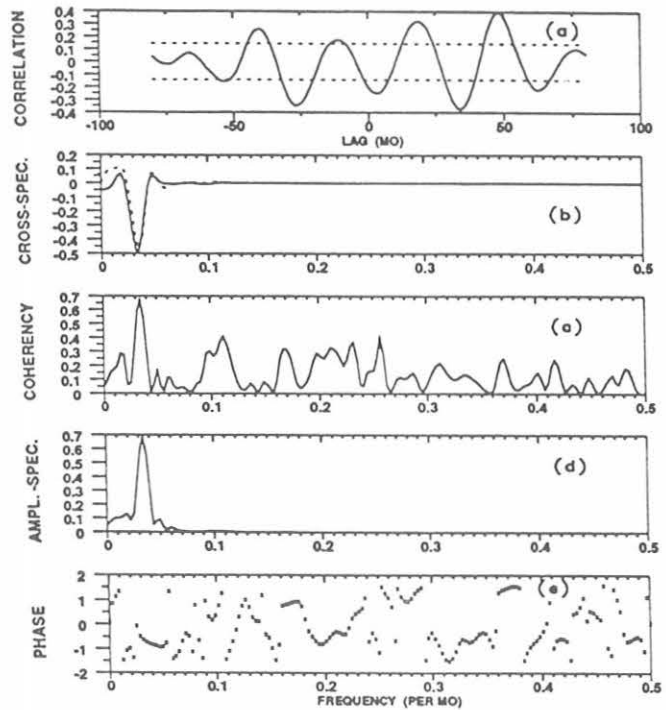 CORRELATION
0.4
0.3
0.2
0.1
-0.1
-0.2
-0.3
-0.4
(a)
-100 -50 0 50 100
LAG (MO)
CROSS-SPEC.
0.2
0.1
0
-0.1
-0.2
-0.3
-0.4
-0.5
(b)
0 0.1 0.2 0.3 0.4 0.5
COHERENCY
0.7
0.6
0.5
0.4
0.3
0.2
0.1
0
(a)
0 0.1 0.2 0.3 0.4 0.5
AMPL.-SPEC.
0.7
0.6
0.5
0.4
0.3
0.2
0.1
0
(d)
0 0.1 0.2 0.3 0.4 0.5
PHASE
2
1
0
-1
-2
(e)
0 0.1 0.2 0.3 0.4 0.5
FREQUENCY (PER MO)